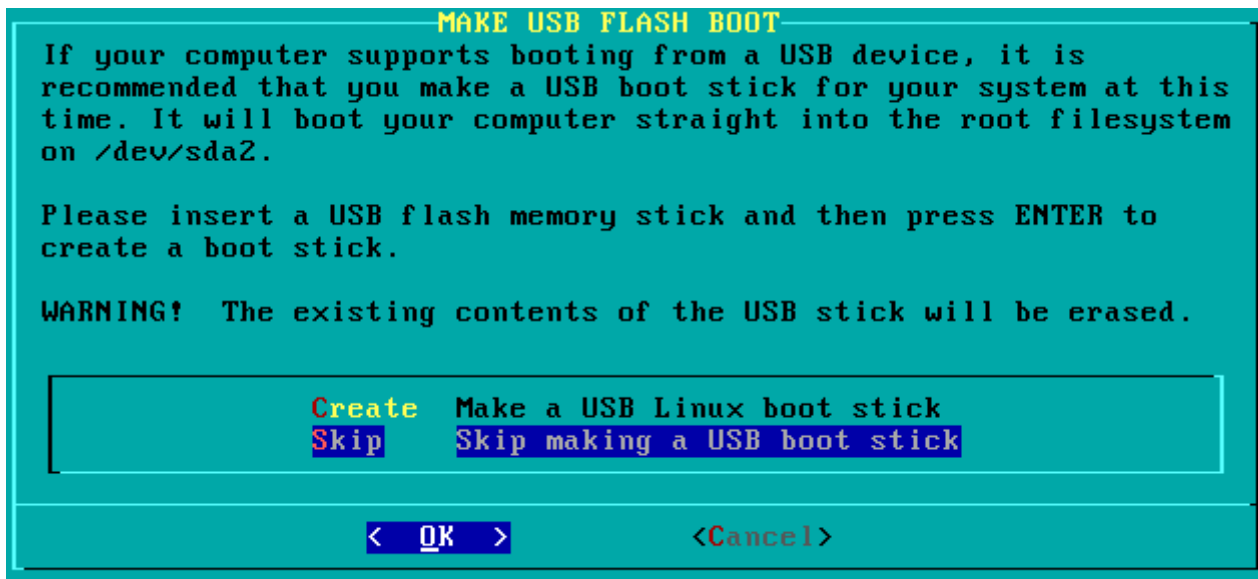 MAKE USB FLASH BOOT
If your computer supports booting from a USB device, it is
recommended that you make a USB boot stick for your system at this
time. It will boot your computer straight into the root filesystem
on /dev/sda2.
Please insert a USB flash memory stick and then press ENTER to
create a boot stick.
WARNING!  The existing contents of the USB stick will be erased.
Create  Make a USB Linux boot stick
Skip    Skip making a USB boot stick
<  OK  >          <Cancel>